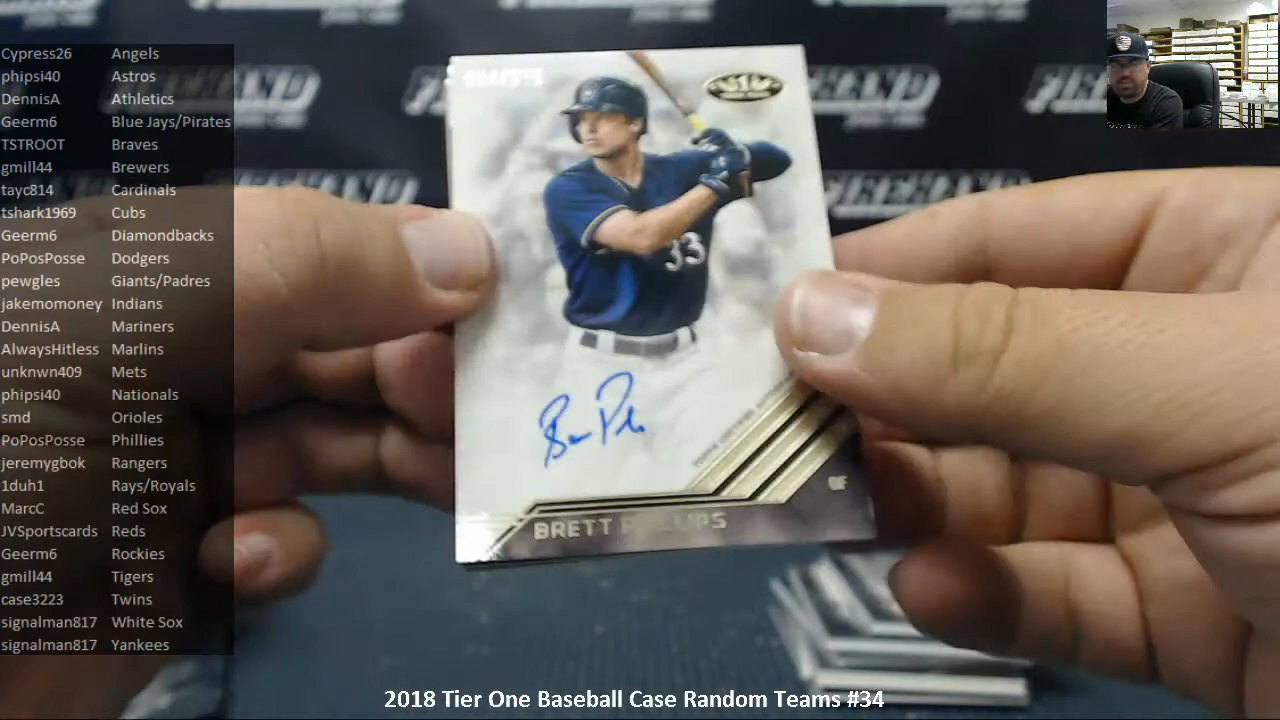 Cypress26 Angels
phipsi40 Astros
DennisA Athletics
Geerm6 Blue Jays/Pirates
TSTROOT Braves
gmill44 Brewers
tayc814 Cardinals
tshark1969 Cubs
Geerm6 Diamondbacks
PoPosPosse Dodgers
pewgles Giants/Padres
jakemomoney Indians
DennisA Mariners
AlwaysHitless Marlins
unknwn409 Mets
phipsi40 Nationals
smd Orioles
PoPosPosse Phillies
jeremygbok Rangers
1duh1 Rays/Royals
MarcC Red Sox
JVSportscards Reds
Geerm6 Rockies
gmill44 Tigers
case3223 Twins
signalman817 White Sox
signalman817 Yankees
FIREHAND
33
OF
BRETT PHILLIPS
2018 Tier One Baseball Case Random Teams #34